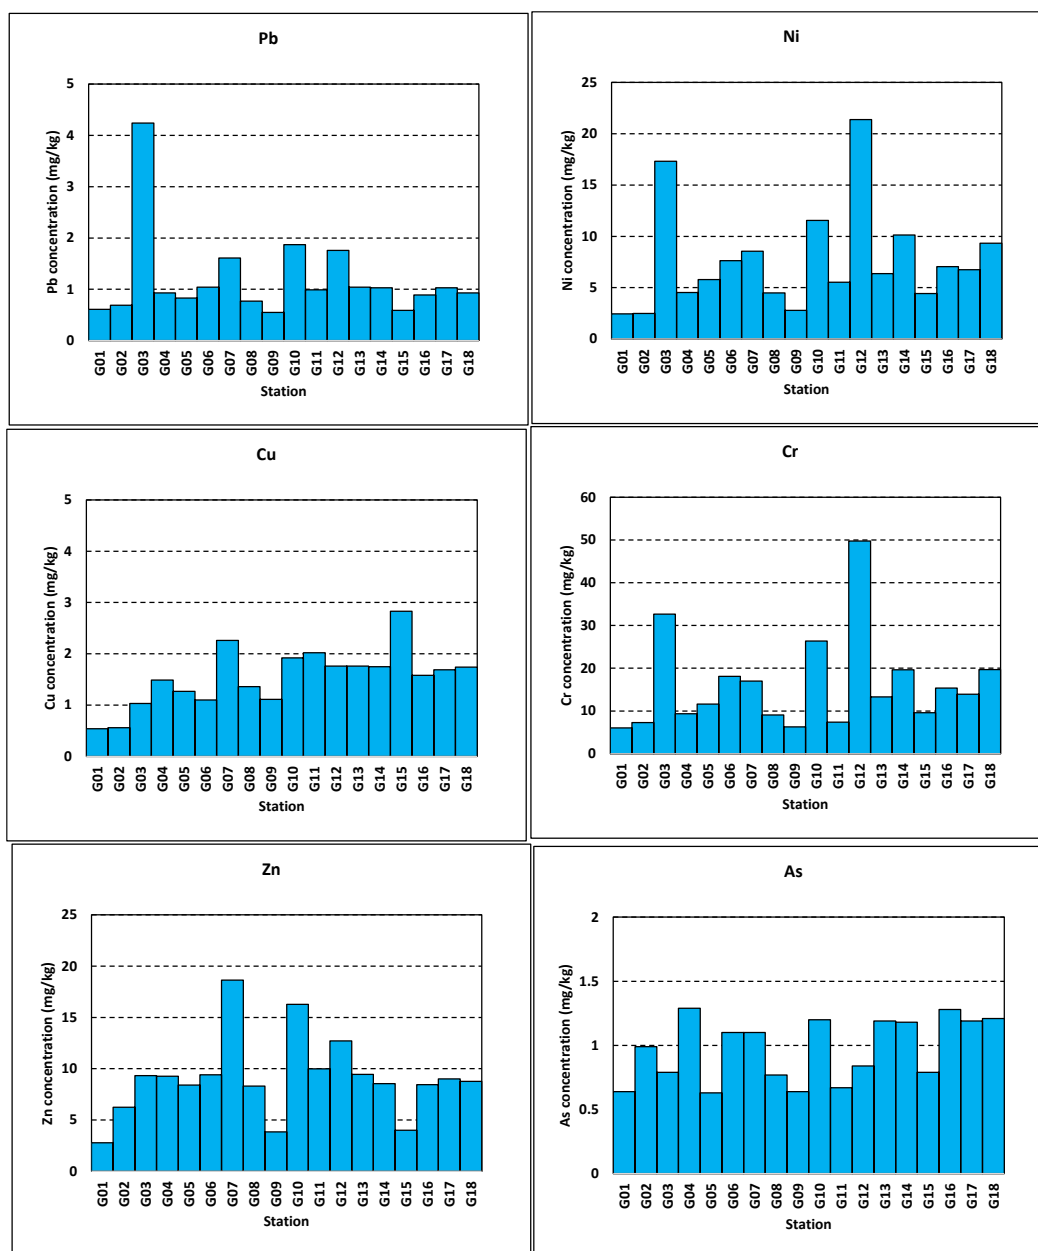 Pb
Pb concentration (mg/kg)
5
4
3
2
1
0
G01 G02 G03 G04 G05 G06 G07 G08 G09 G10 G11 G12 G13 G14 G15 G16 G17 G18
Station
Ni
Ni concentration (mg/kg)
25
20
15
10
5
0
G01 G02 G03 G04 G05 G06 G07 G08 G09 G10 G11 G12 G13 G14 G15 G16 G17 G18
Station
Cu
Cu concentration (mg/kg)
5
4
3
2
1
0
G01 G02 G03 G04 G05 G06 G07 G08 G09 G10 G11 G12 G13 G14 G15 G16 G17 G18
Station
Cr
Cr concentration (mg/kg)
60
50
40
30
20
10
0
G01 G02 G03 G04 G05 G06 G07 G08 G09 G10 G11 G12 G13 G14 G15 G16 G17 G18
Station
Zn
Zn concentration (mg/kg)
25
20
15
10
5
0
G01 G02 G03 G04 G05 G06 G07 G08 G09 G10 G11 G12 G13 G14 G15 G16 G17 G18
Station
As
As concentration (mg/kg)
2
1.5
1
0.5
0
G01 G02 G03 G04 G05 G06 G07 G08 G09 G10 G11 G12 G13 G14 G15 G16 G17 G18
Station